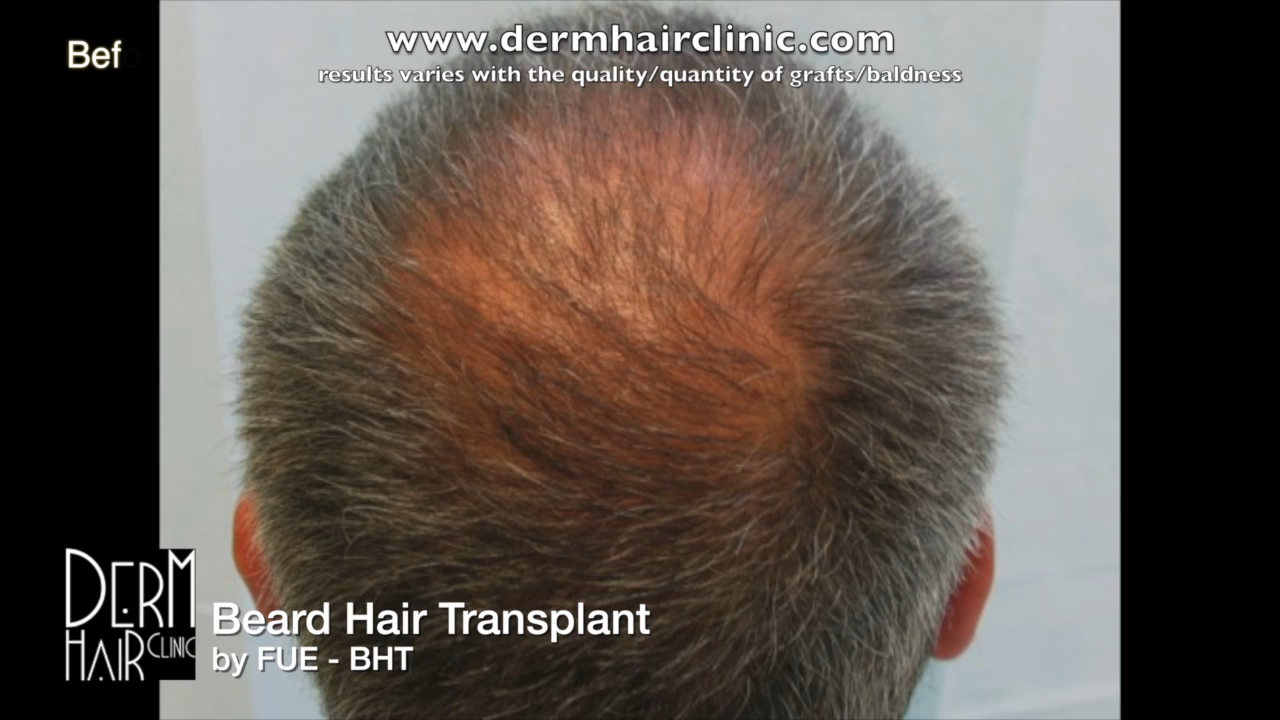 Bef
www.dermhairclinic.com
results varies with the quality/quantity of grafts/baldness
DERM
HAIR CLINIC
Beard Hair Transplant
by FUE - BHT